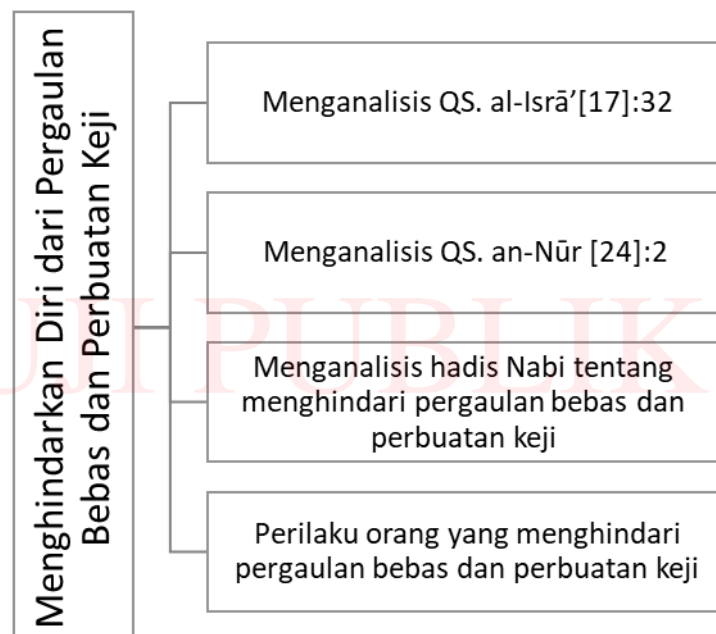 Menghindarkan Diri dari Pergaulan
Bebas dan Perbuatan Keji
Menganalisis QS. al-Isrā’[17]:32
Menganalisis QS. an-Nūr [24]:2
Menganalisis hadis Nabi tentang
menghindari pergaulan bebas dan
perbuatan keji
Perilaku orang yang menghindari
pergaulan bebas dan perbuatan keji
UJI PUBLIK